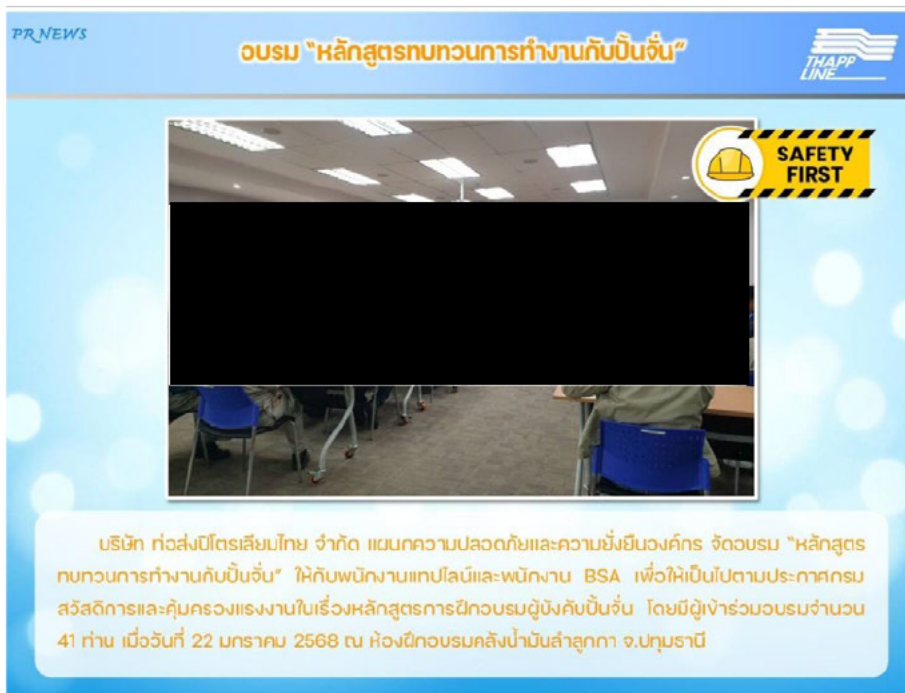 PR NEWS
อบรม “หลักสูตรทบทวนการทำงานกับปั้นจั่น”
THAPP
LINE
SAFETY
FIRST
บริษัท ท่อส่งปิโตรเลียมไทย จำกัด แผนกความปลอดภัยและความยั่งยืนองค์กร จัดอบรม “หลักสูตร
ทบทวนการทำงานกับปั้นจั่น” ให้กับพนักงานแทปไลน์และพนักงาน BSA เพื่อให้เป็นไปตามประกาศกรม
สวัสดิการและคุ้มครองแรงงานในเรื่องหลักสูตรการฝึกอบรมผู้บังคับปั้นจั่น โดยมีผู้เข้าร่วมอบรมจำนวน
41 ท่าน เมื่อวันที่ 22 มกราคม 2568 ณ ห้องฝึกอบรมคลังน้ำมันลำลูกกา จ.ปทุมธานี